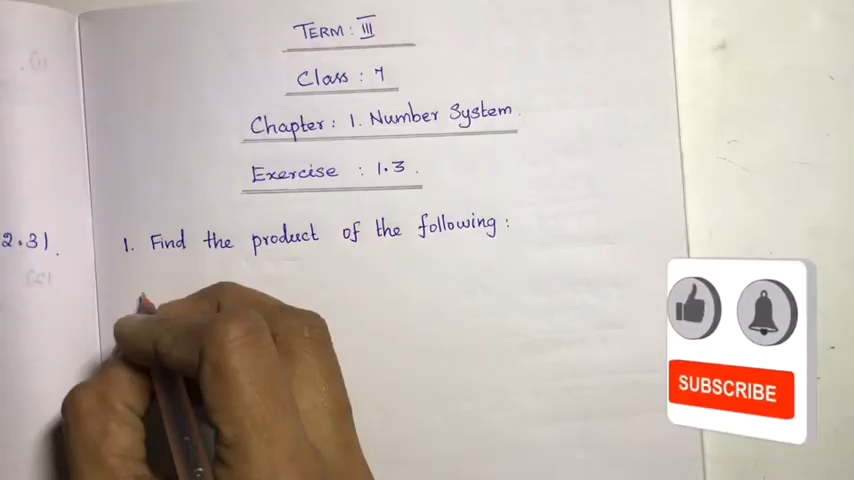 TERM : III
Class : 7
Chapter : 1. Number System.
Exercise : 1.3.
2.31.
1. Find the product of the following :
SUBSCRIBE